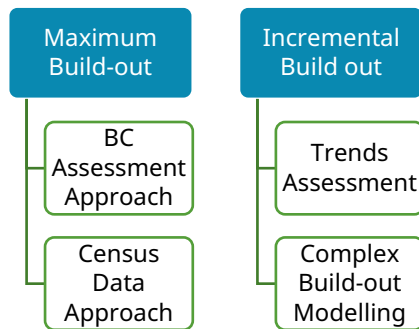 Maximum
Build-out
BC
Assessment
Approach
Census
Data
Approach
Incremental
Build out
Trends
Assessment
Complex
Build-out
Modelling